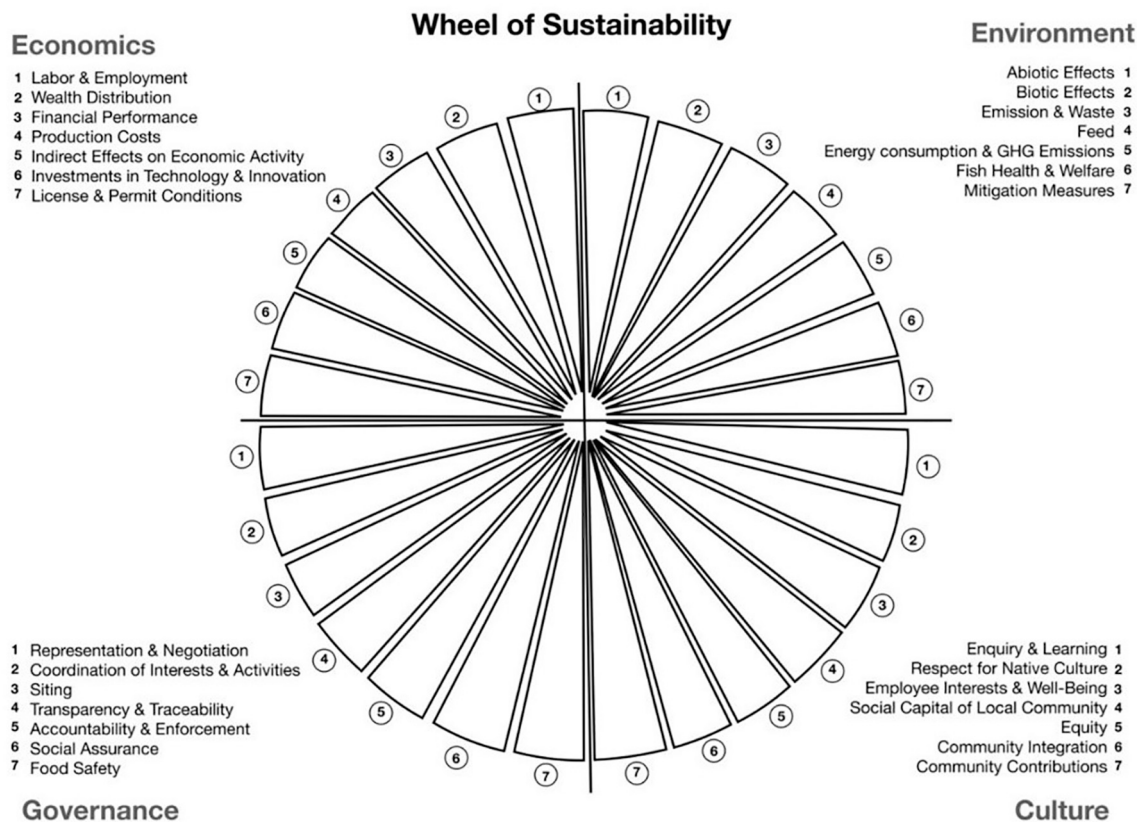 Wheel of Sustainability
Economics
1 Labor & Employment
2 Wealth Distribution
3 Financial Performance
4 Production Costs
5 Indirect Effects on Economic Activity
6 Investments in Technology & Innovation
7 License & Permit Conditions
Environment
Abiotic Effects 1
Biotic Effects 2
Emission & Waste 3
Feed 4
Energy consumption & GHG Emissions 5
Fish Health & Welfare 6
Mitigation Measures 7
1
2
3
4
5
6
7
1
2
3
4
5
6
7
1
2
3
4
5
6
7
1
2
3
4
5
6
7
1 Representation & Negotiation
2 Coordination of Interests & Activities
3 Siting
4 Transparency & Traceability
5 Accountability & Enforcement
6 Social Assurance
7 Food Safety
Governance
Enquiry & Learning 1
Respect for Native Culture 2
Employee Interests & Well-Being 3
Social Capital of Local Community 4
Equity 5
Community Integration 6
Community Contributions 7
Culture